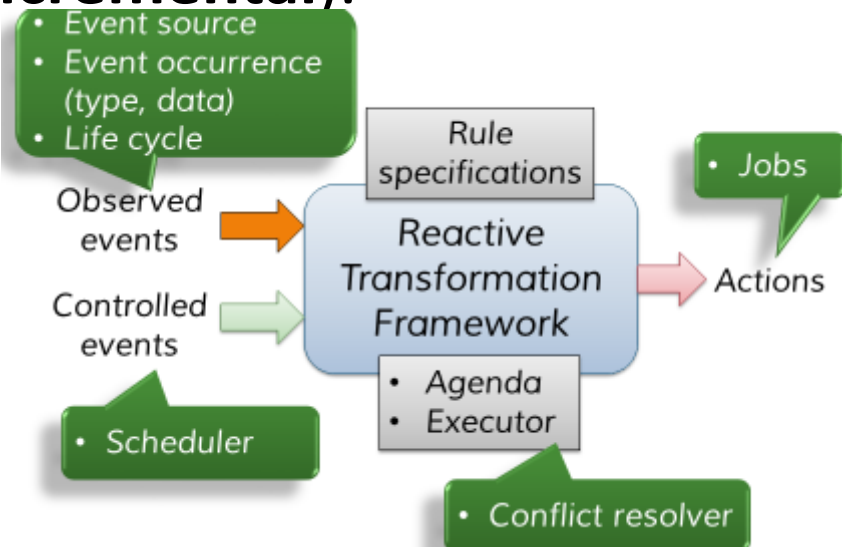 cremental).
• Event source
• Event occurrence
(type, data)
• Life cycle
Rule
specifications
• Jobs
Observed
events
Reactive
Transformation
Framework
Actions
Controlled
events
• Agenda
• Executor
• Scheduler
• Conflict resolver